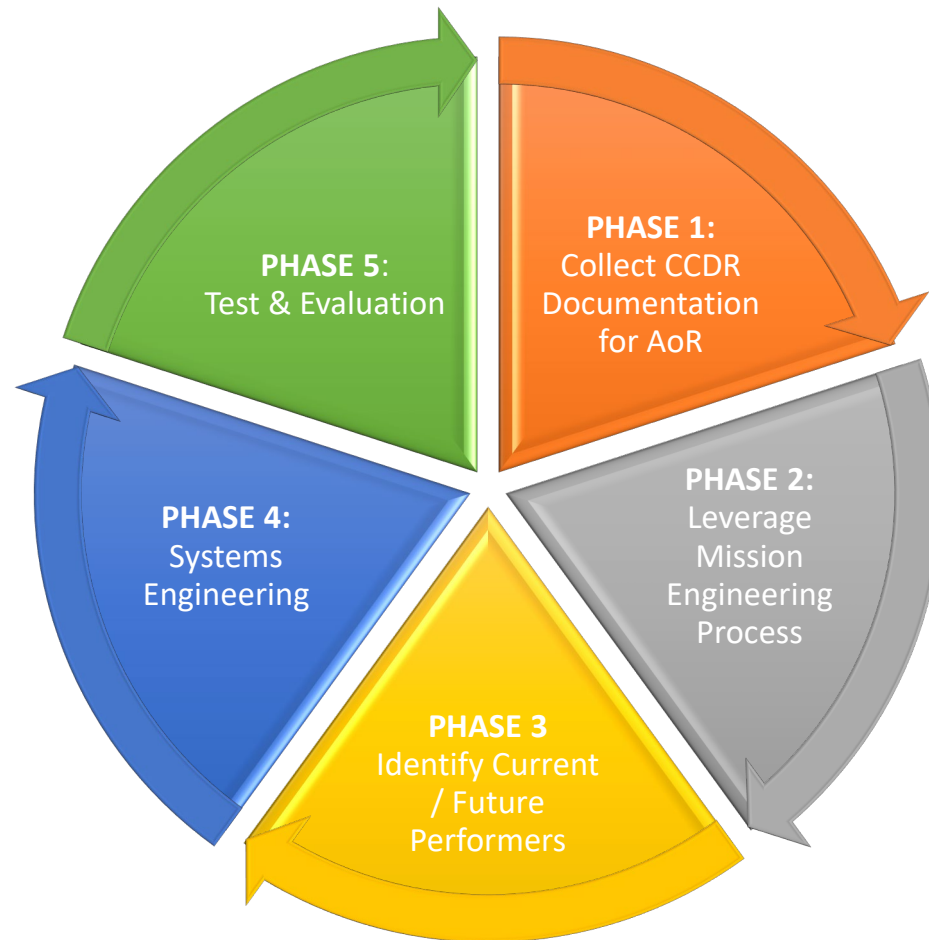 PHASE 1:
Collect CCDR
Documentation
for AoR
PHASE 2:
Leverage
Mission
Engineering
Process
PHASE 3
Identify Current
/ Future
Performers
PHASE 4:
Systems
Engineering
PHASE 5:
Test & Evaluation